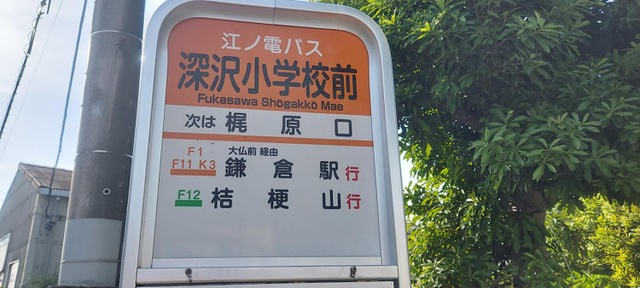 江ノ電バス
深沢小学校前
Fukasawa Shōgakkō Mae
次は 梶原口
F1 大仏前 経由
F11 K3 鎌倉駅行
F12 桔梗山行